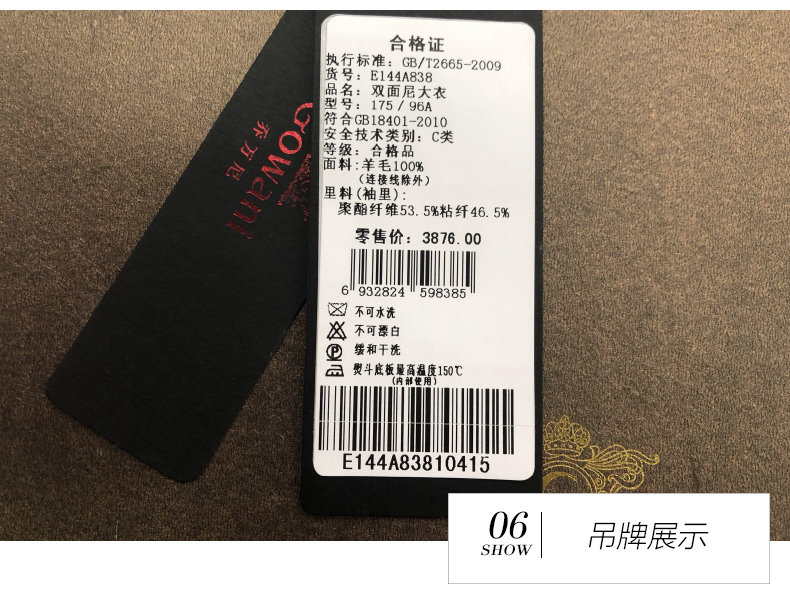 合格证
执行标准：GB/T2665-2009
货号：E144A838
品名：双面尼大衣
型号：175/96A
符合GB18401-2010
安全技术类别：C类
等级：合格品
面料:羊毛100%
（连接线除外）
里料(袖里):
聚酯纤维53.5%粘纤46.5%
零售价：3876.00
6 932824 598385
不可水洗
不可漂白
缓和干洗
熨斗底板最高温度150℃
(内部使用)
E144A83810415
Gowani
乔万尼
06
SHOW
吊牌展示